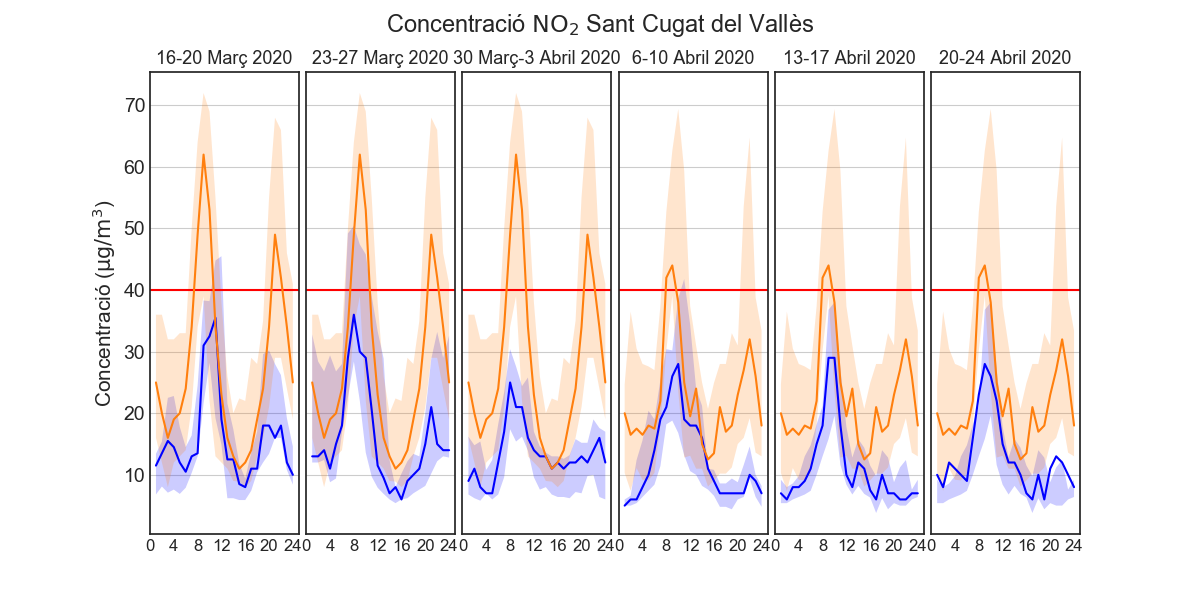 Concentració NO₂ Sant Cugat del Vallès
16-20 Març 2020 23-27 Març 2020 30 Març-3 Abril 2020 6-10 Abril 2020 13-17 Abril 2020 20-24 Abril 2020
Concentració (µg/m³)
70
60
50
40
30
20
10
0 4 8 12 16 20 24 0 4 8 12 16 20 24 0 4 8 12 16 20 24 0 4 8 12 16 20 24 0 4 8 12 16 20 24 0 4 8 12 16 20 24